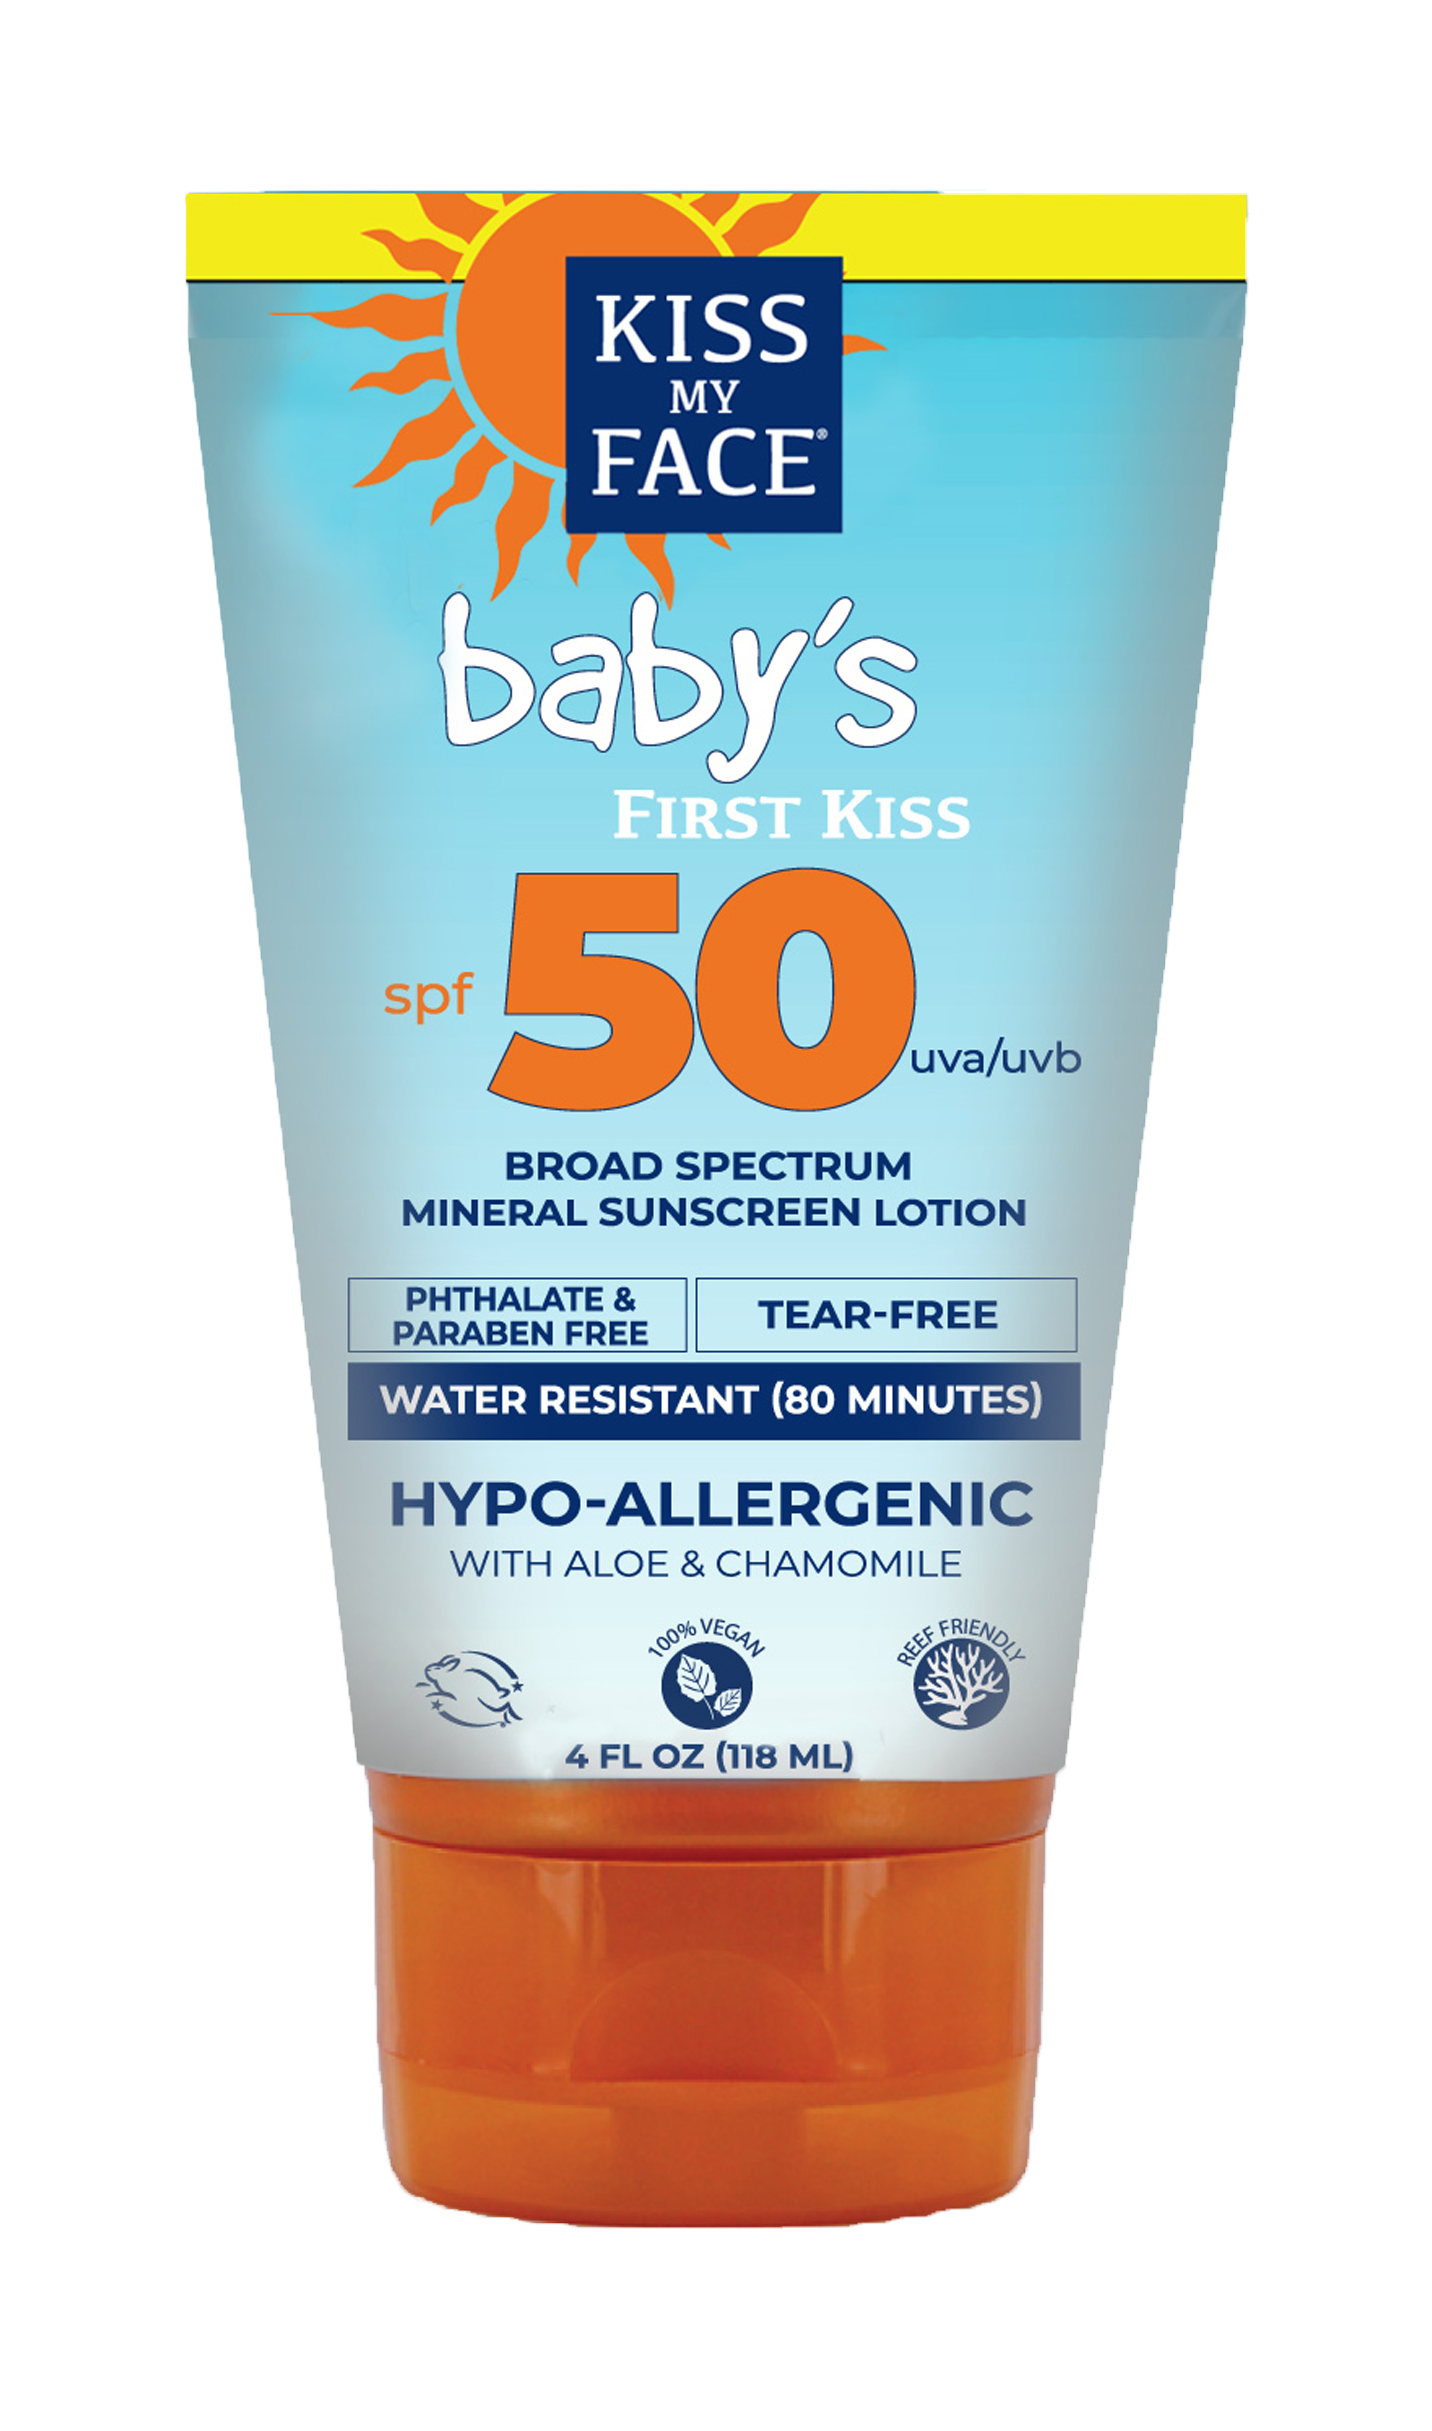 KISS
MY
FACE®
baby's
FIRST KISS
spf 50 uva/uvb
BROAD SPECTRUM
MINERAL SUNSCREEN LOTION
PHTHALATE &
PARABEN FREE
TEAR-FREE
WATER RESISTANT (80 MINUTES)
HYPO-ALLERGENIC
WITH ALOE & CHAMOMILE
100% VEGAN
REEF FRIENDLY
4 FL OZ (118 ML)